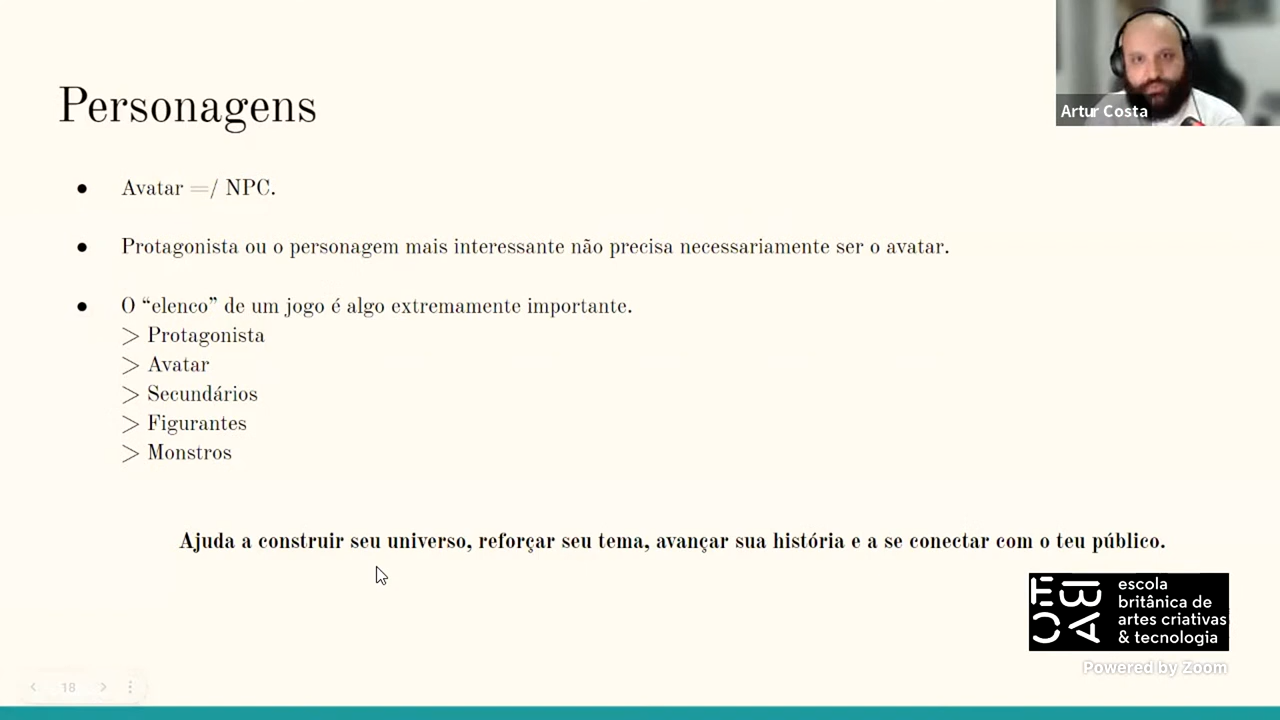 Artur Costa
Personagens
● Avatar =/ NPC.
● Protagonista ou o personagem mais interessante não precisa necessariamente ser o avatar.
● O “elenco” de um jogo é algo extremamente importante.
> Protagonista
> Avatar
> Secundários
> Figurantes
> Monstros
Ajuda a construir seu universo, reforçar seu tema, avançar sua história e a se conectar com o teu público.
escola
britânica de
artes criativas
& tecnologia
Powered by Zoom
18